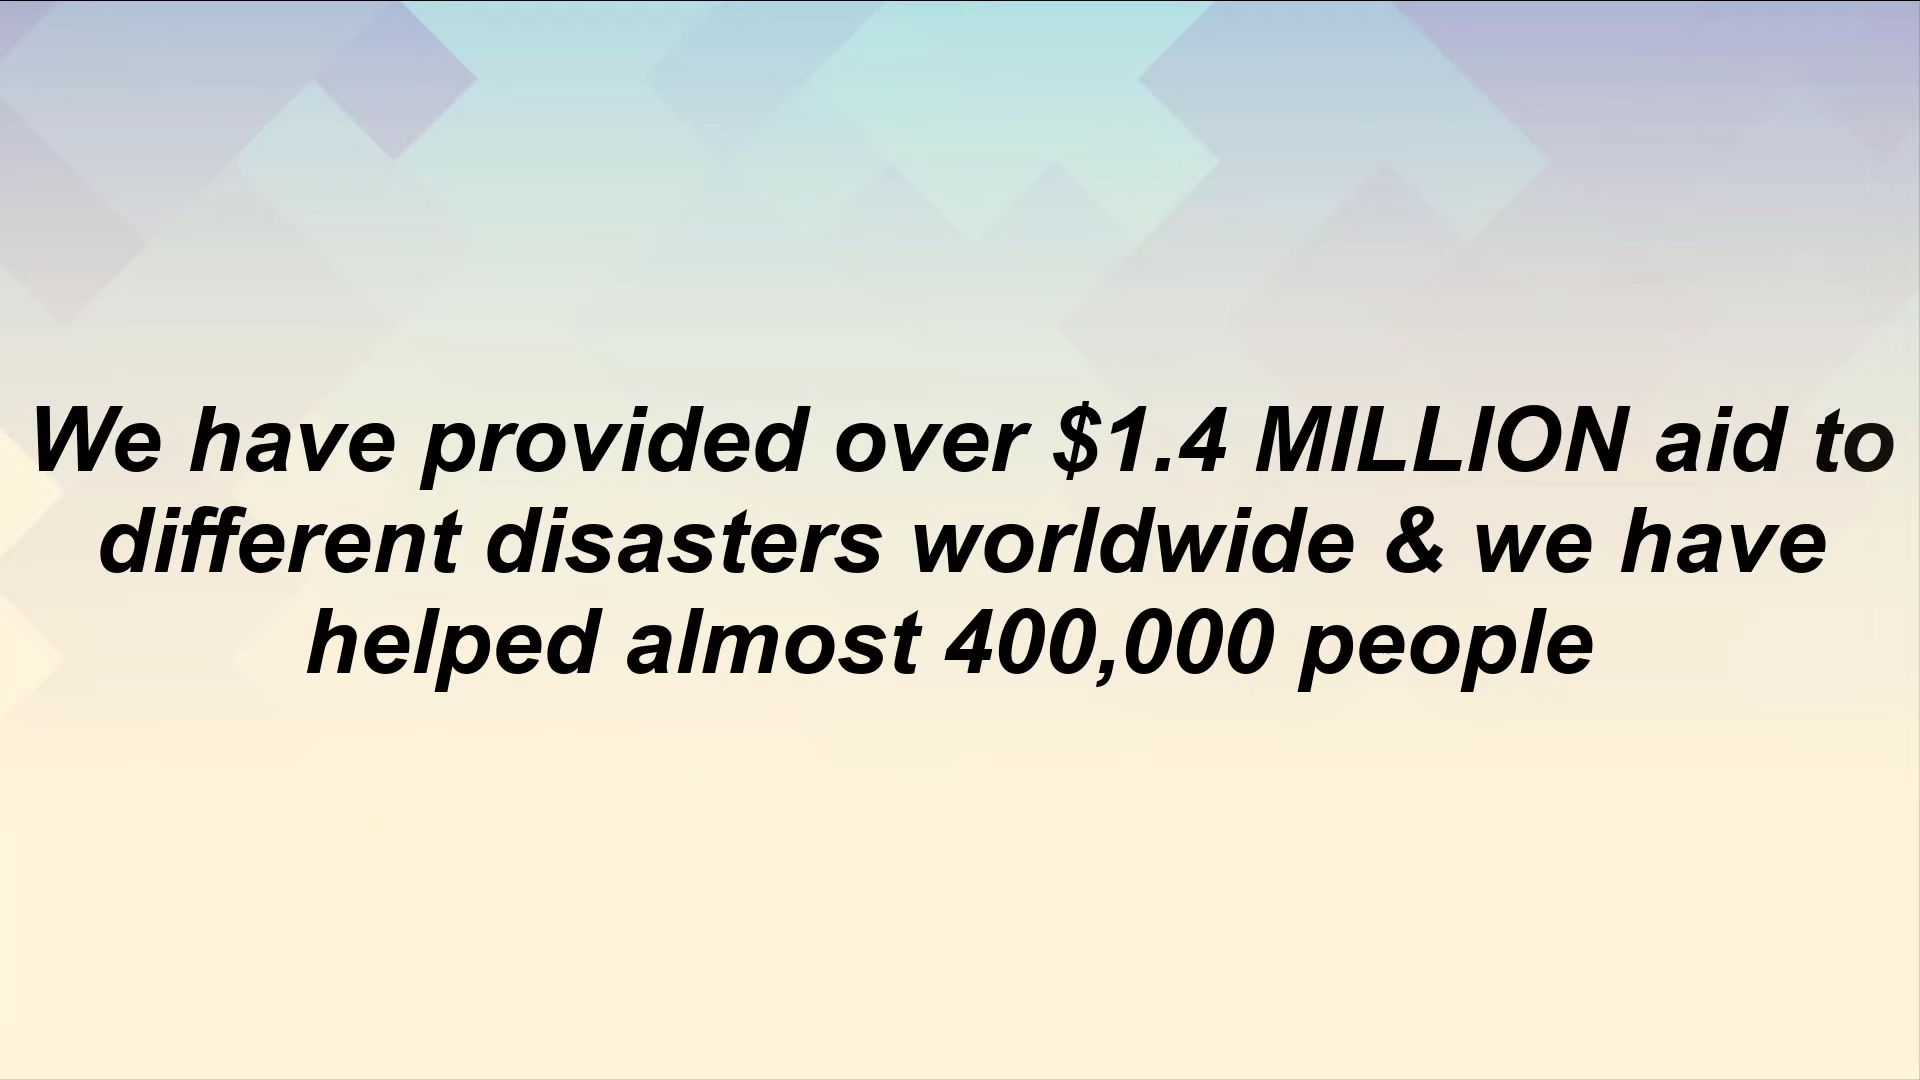 We have provided over $1.4 MILLION aid to
different disasters worldwide & we have
helped almost 400,000 people